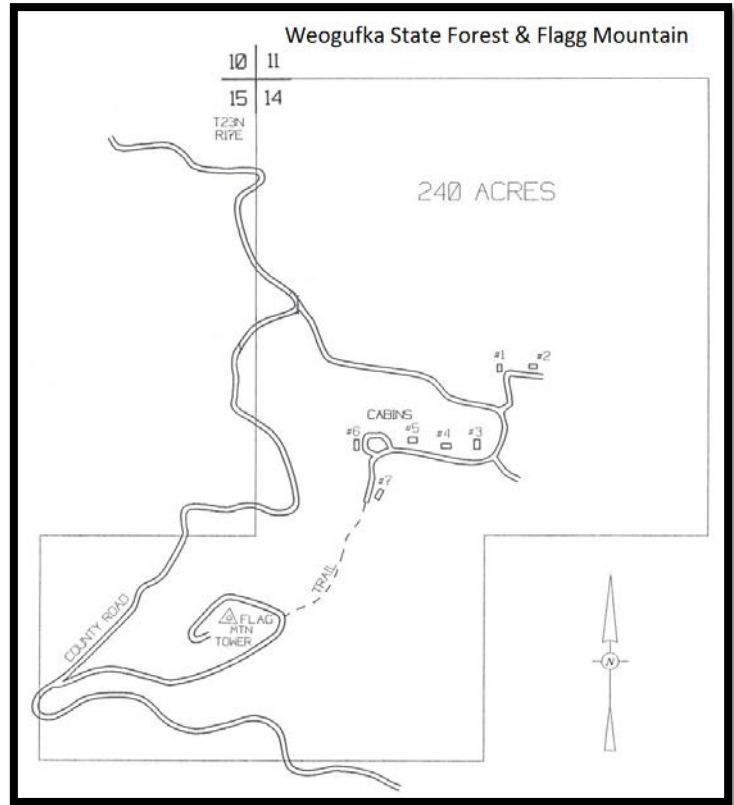 Weogufka State Forest & Flagg Mountain
10 11
15 14
T23N
R17E
240 ACRES
#1 #2
CABINS
#6 #5 #4 #3
#7
TRAIL
COUNTY ROAD
FLAG
MTN
TOWER
N